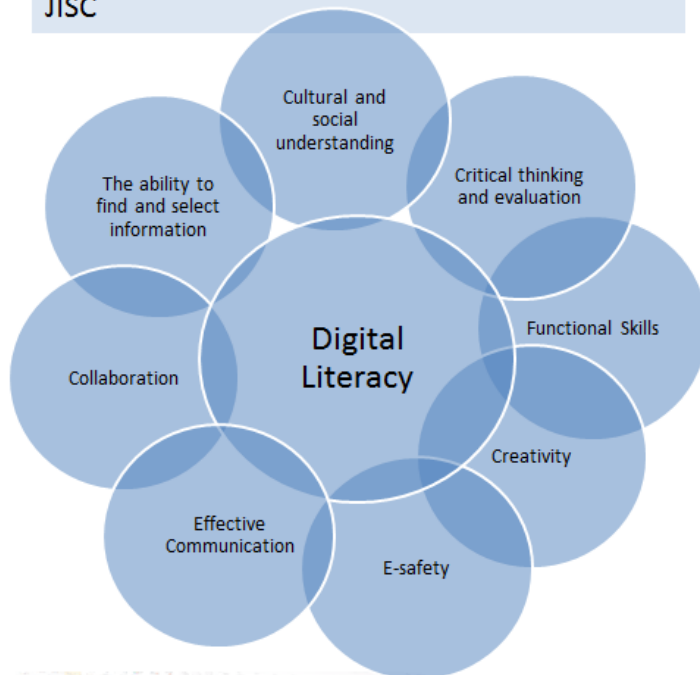 JISC
Cultural and
social
understanding
Critical thinking
and evaluation
The ability to
find and select
information
Functional Skills
Digital
Literacy
Collaboration
Creativity
Effective
Communication
E-safety